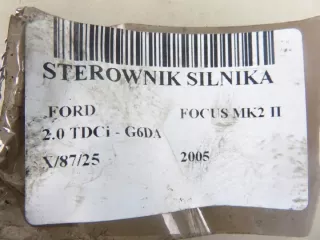 STEROWNIK SILNIKA
FORD FOCUS MK2 II
2.0 TDCi - G6DA
X/87/25 2005